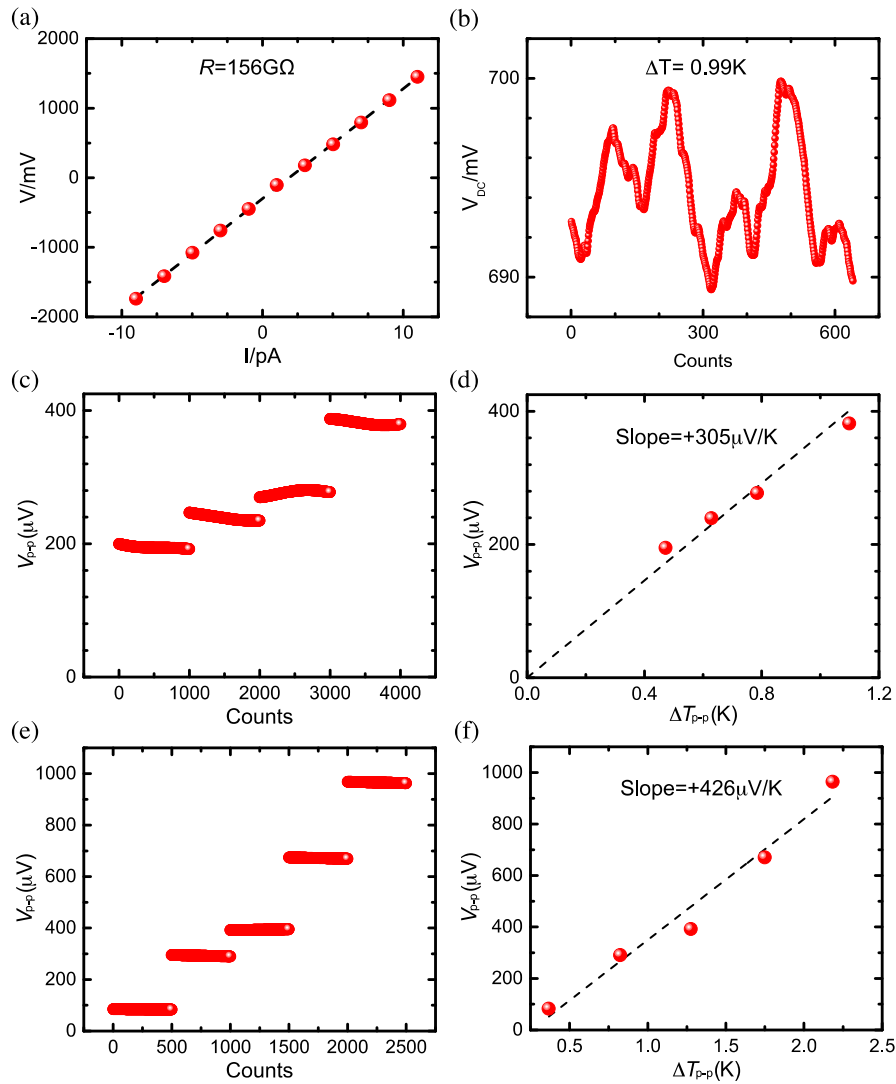 (a)
R=156GΩ
V/mV
2000
1000
0
−1000
−2000
-10
0
10
I/pA
(b)
ΔT= 0.99K
V_DC/mV
700
690
0
300
600
Counts
(c)
V_p-p(μV)
400
200
0
0
1000
2000
3000
4000
Counts
(d)
Slope=+305μV/K
V_p-p(μV)
400
200
0
0.0
0.4
0.8
1.2
ΔT_p-p(K)
(e)
V_p-p(μV)
1000
800
600
400
200
0
0
500
1000
1500
2000
2500
Counts
(f)
Slope=+426μV/K
V_p-p(μV)
1000
800
600
400
200
0
0.5
1.0
1.5
2.0
2.5
ΔT_p-p(K)